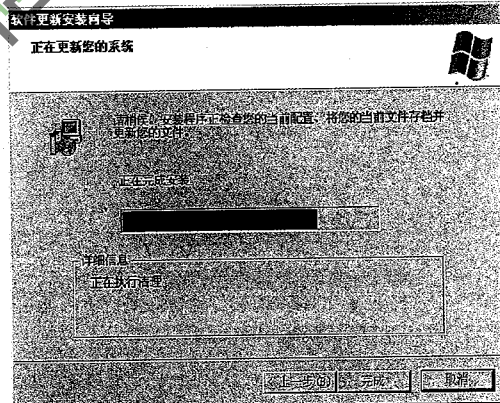 软件更新安装向导
正在更新您的系统
请稍候，安装程序正检查您的当前配置、将您的当前文件存档并
更新您的文件。
正在完成安装
详细信息
正在执行清理
<上一步(B) 完成 取消